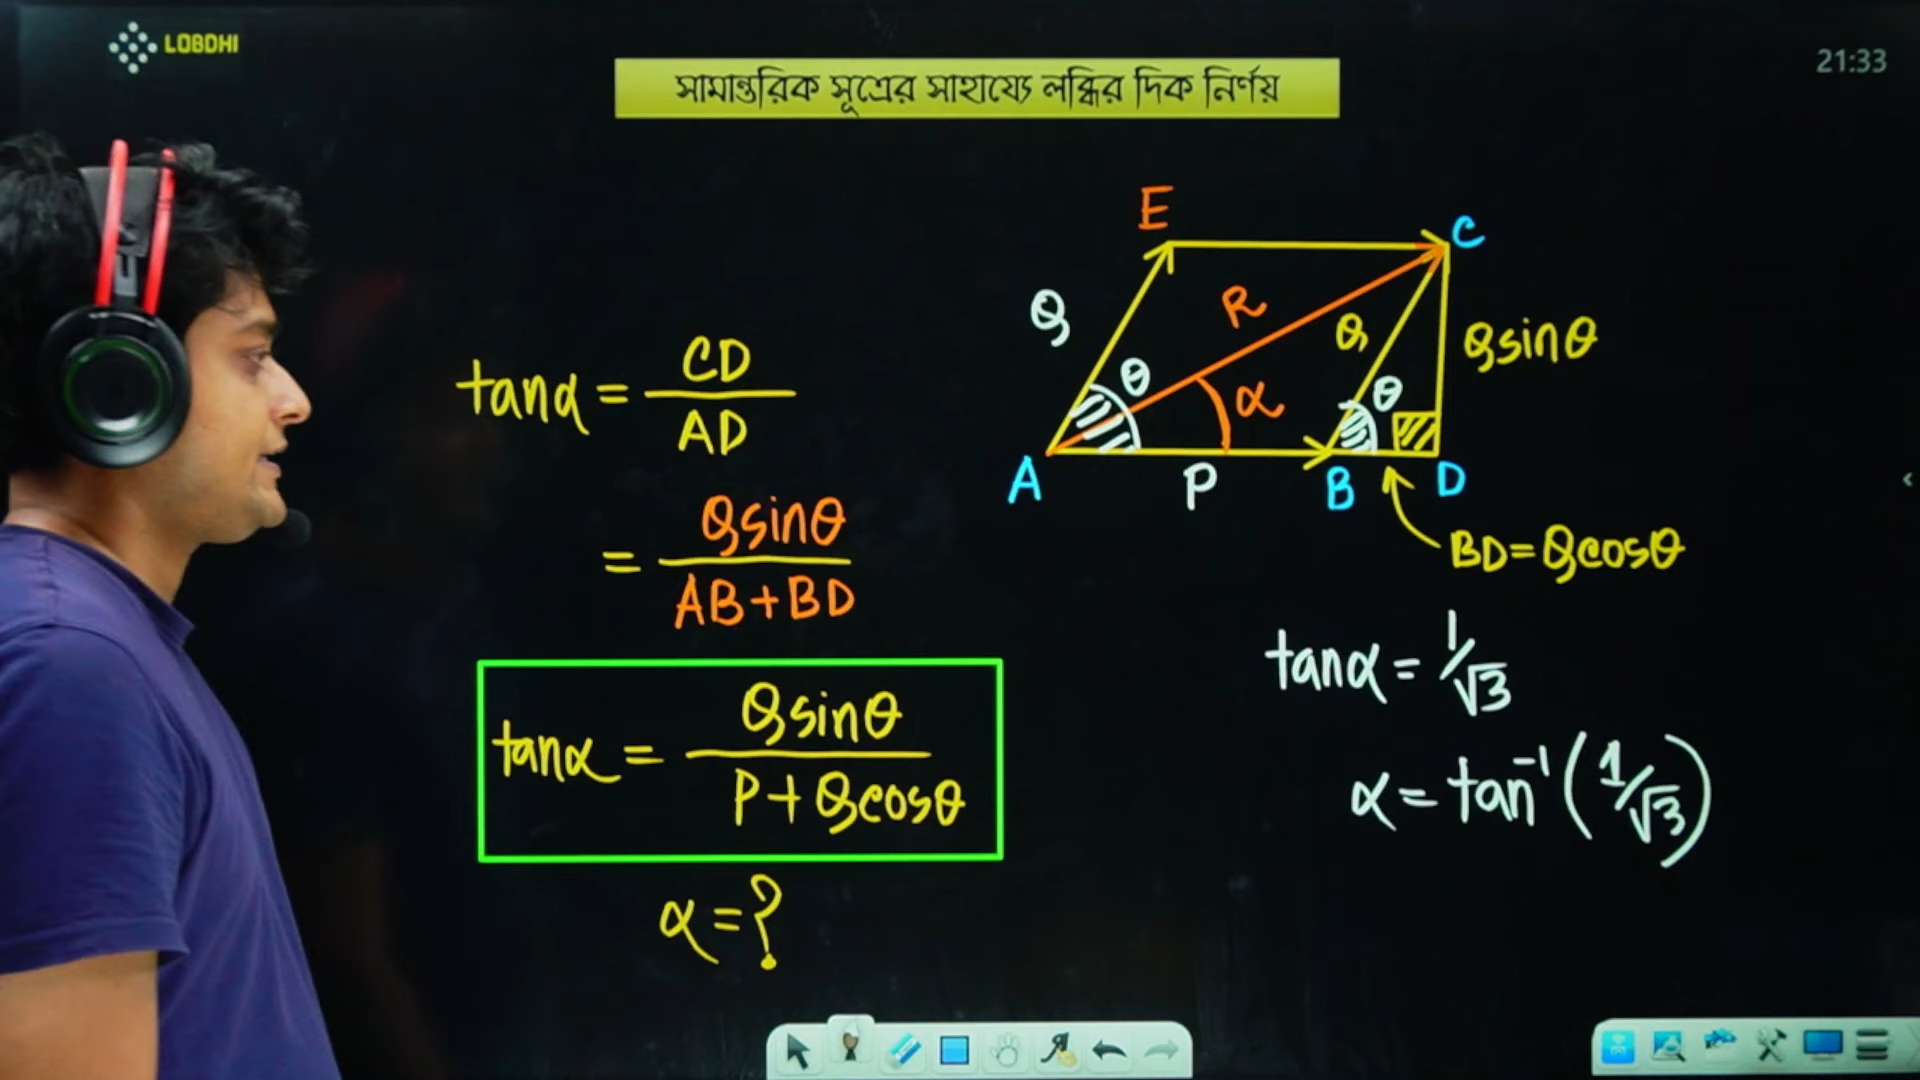 LOBDHI
21:33
সামান্তরিক সূত্রের সাহায্যে লব্ধির দিক নির্ণয়
E
C
Q
R
Q
Qsinθ
θ
α
θ
A
P
B
D
BD=Qcosθ
tanα = CD/AD
= Qsinθ/AB+BD
tanα = Qsinθ/P+Qcosθ
α=?
tanα = 1/√3
α = tan⁻¹(1/√3)